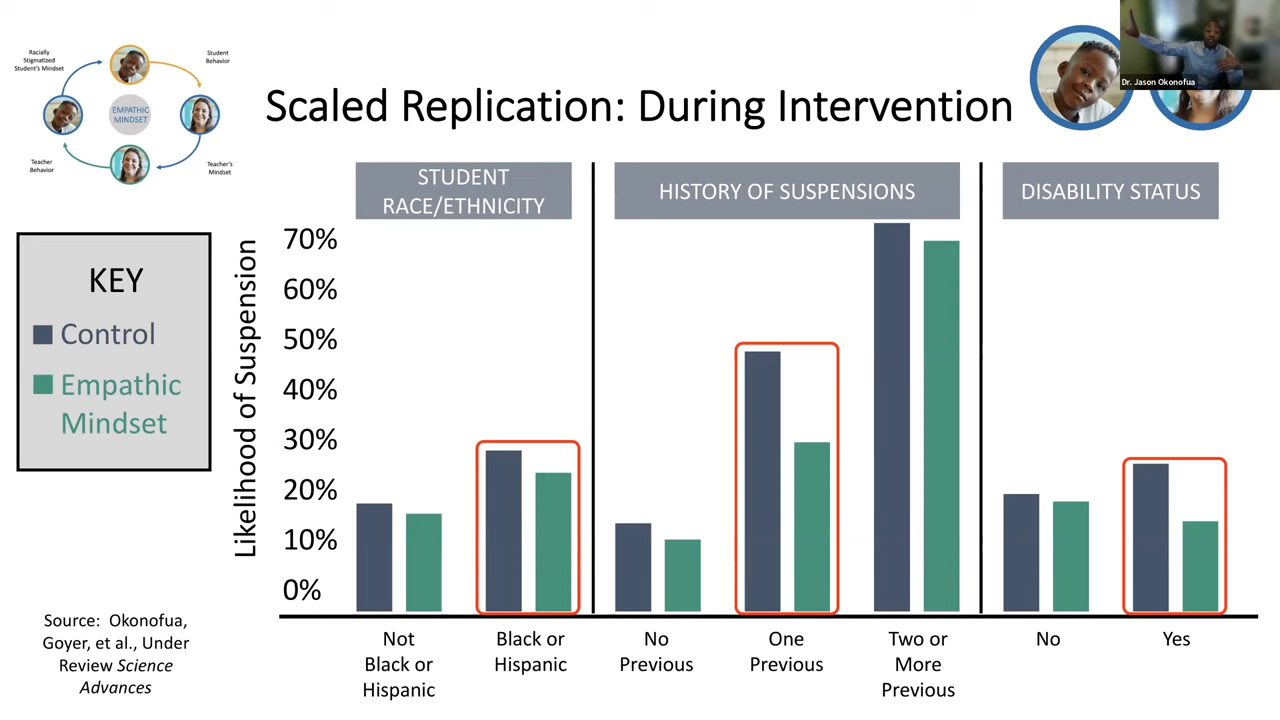 Racially
Stigmatized
Student's Mindset
Student
Behavior
EMPATHIC
MINDSET
Teacher
Behavior
Teacher's
Mindset
Scaled Replication: During Intervention
Dr. Jason Okonofua
KEY
Control
Empathic
Mindset
Likelihood of Suspension
STUDENT
RACE/ETHNICITY
HISTORY OF SUSPENSIONS
DISABILITY STATUS
70%
60%
50%
40%
30%
20%
10%
0%
Not
Black or
Hispanic
Black or
Hispanic
No
Previous
One
Previous
Two or
More
Previous
No
Yes
Source: Okonofua,
Goyer, et al., Under
Review Science
Advances